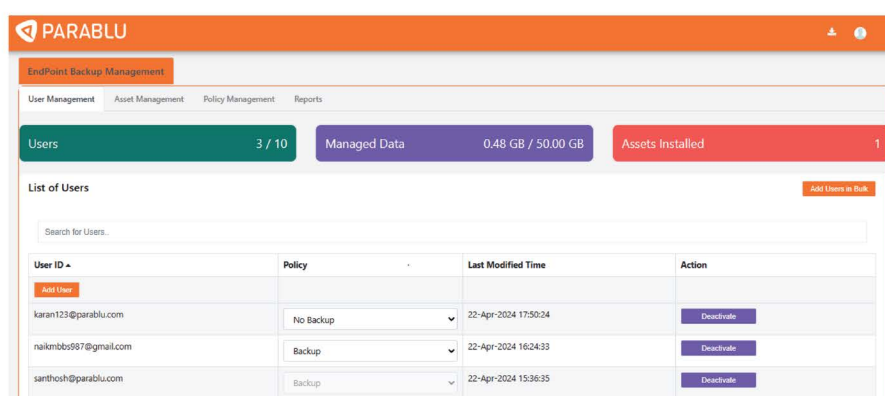 PARABLU
EndPoint Backup Management
User Management Asset Management Policy Management Reports
Users 3 / 10 Managed Data 0.48 GB / 50.00 GB Assets Installed 1
List of Users
Add Users in Bulk
Search for Users..
User ID Policy Last Modified Time Action
Add User
karan123@parablu.com No Backup 22-Apr-2024 17:50:24 Deactivate
naikmbbs987@gmail.com Backup 22-Apr-2024 16:24:33 Deactivate
santhosh@parablu.com Backup 22-Apr-2024 15:36:35 Deactivate